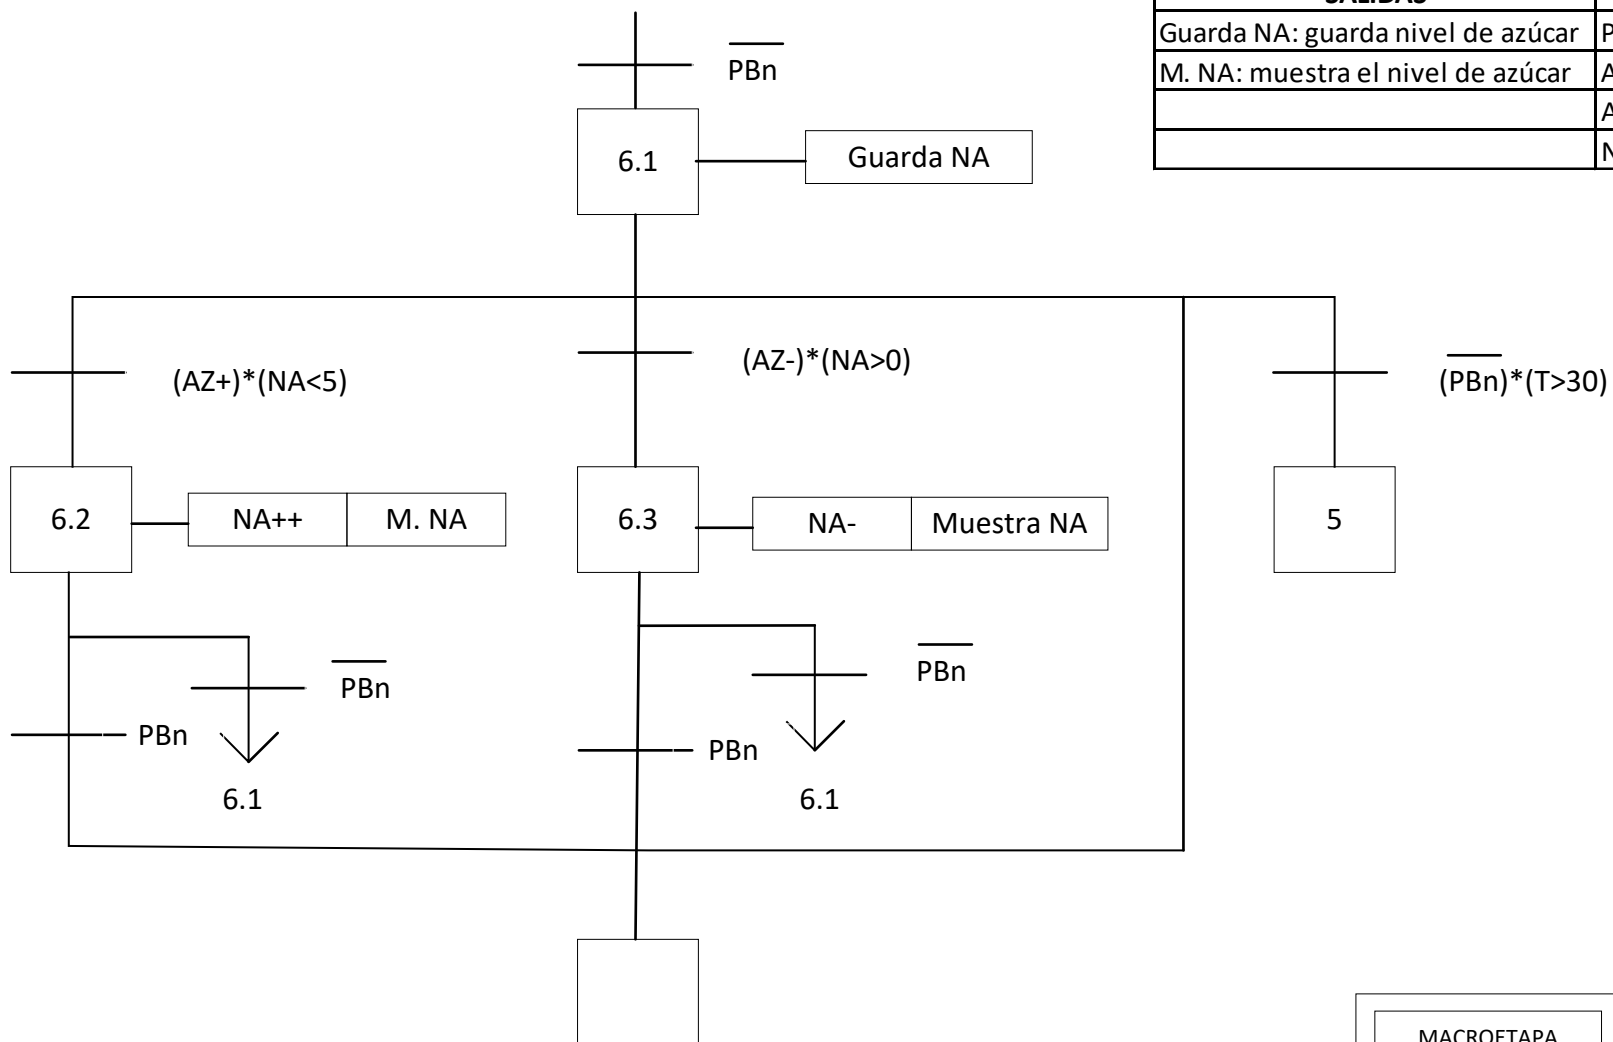 SALIDAS
Guarda NA: guarda nivel de azúcar
M. NA: muestra el nivel de azúcar
PBn
6.1
Guarda NA
(AZ+)*(NA<5)
(AZ-)*(NA>0)
(PBn)*(T>30)
6.2
NA++
M. NA
6.3
NA-
Muestra NA
5
PBn
PBn
PBn
PBn
6.1
6.1
MACROETAPA